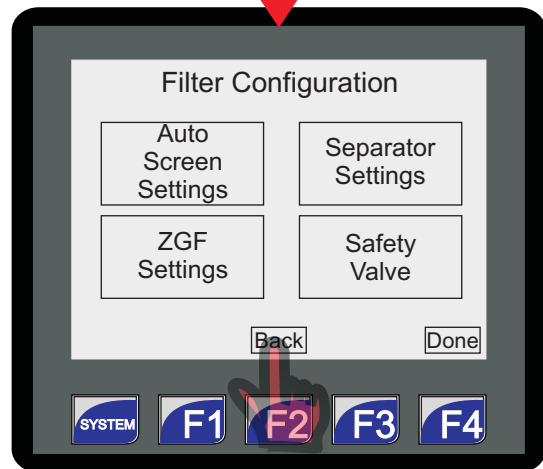 Filter Configuration
Auto
Screen
Settings
Separator
Settings
ZGF
Settings
Safety
Valve
Back
Done
SYSTEM
F1
F2
F3
F4